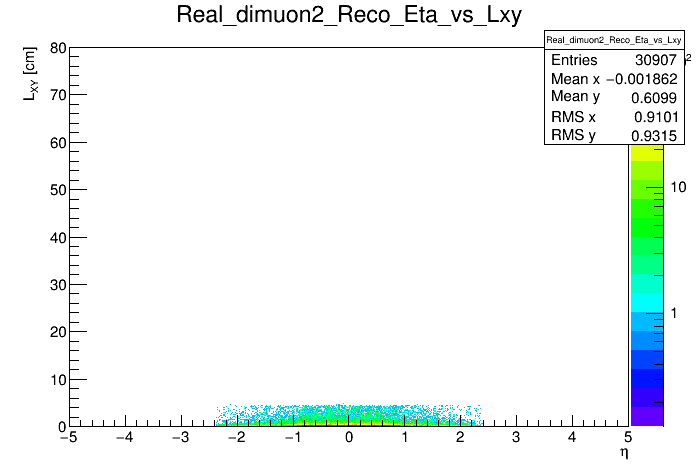 Real_dimuon2_Reco_Eta_vs_Lxy
Real_dimuon2_Reco_Eta_vs_Lxy
Entries 30907
Mean x −0.001862
Mean y 0.6099
RMS x 0.9101
RMS y 0.9315
L_XY [cm]
80
70
60
50
40
30
20
10
0
−5 −4 −3 −2 −1 0 1 2 3 4 5
η
2
10
1